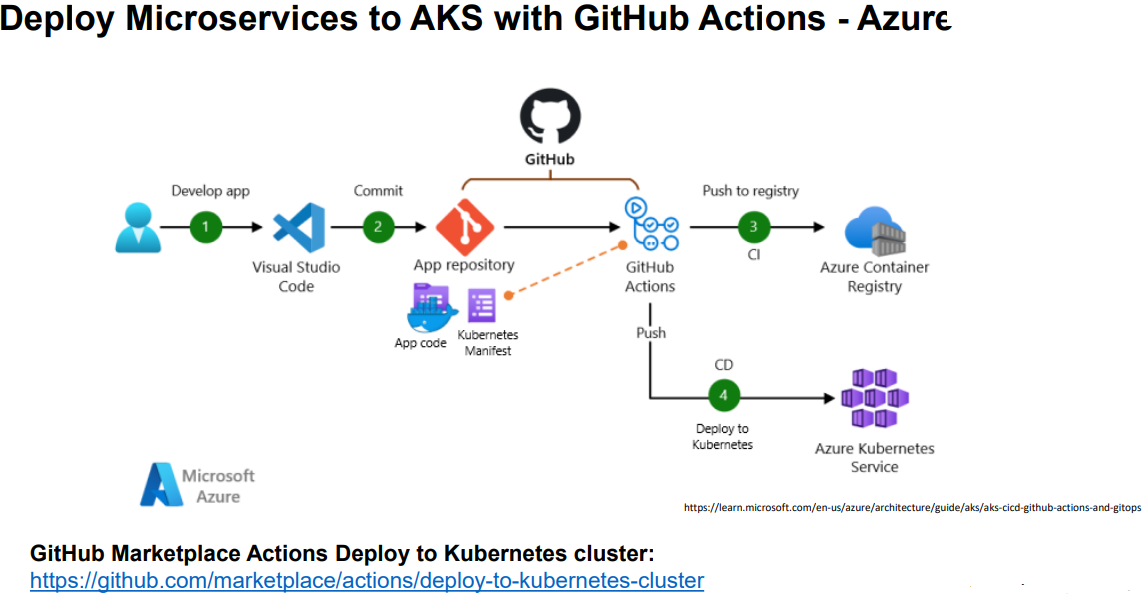 Deploy Microservices to AKS with GitHub Actions - Azure
GitHub
Develop app
Commit
Push to registry
1
2
3
CI
Visual Studio
Code
App repository
GitHub
Actions
Azure Container
Registry
App code
Kubernetes
Manifest
Push
CD
4
Deploy to
Kubernetes
Azure Kubernetes
Service
Microsoft
Azure
https://learn.microsoft.com/en-us/azure/architecture/guide/aks/aks-cicd-github-actions-and-gitops
GitHub Marketplace Actions Deploy to Kubernetes cluster:
https://github.com/marketplace/actions/deploy-to-kubernetes-cluster